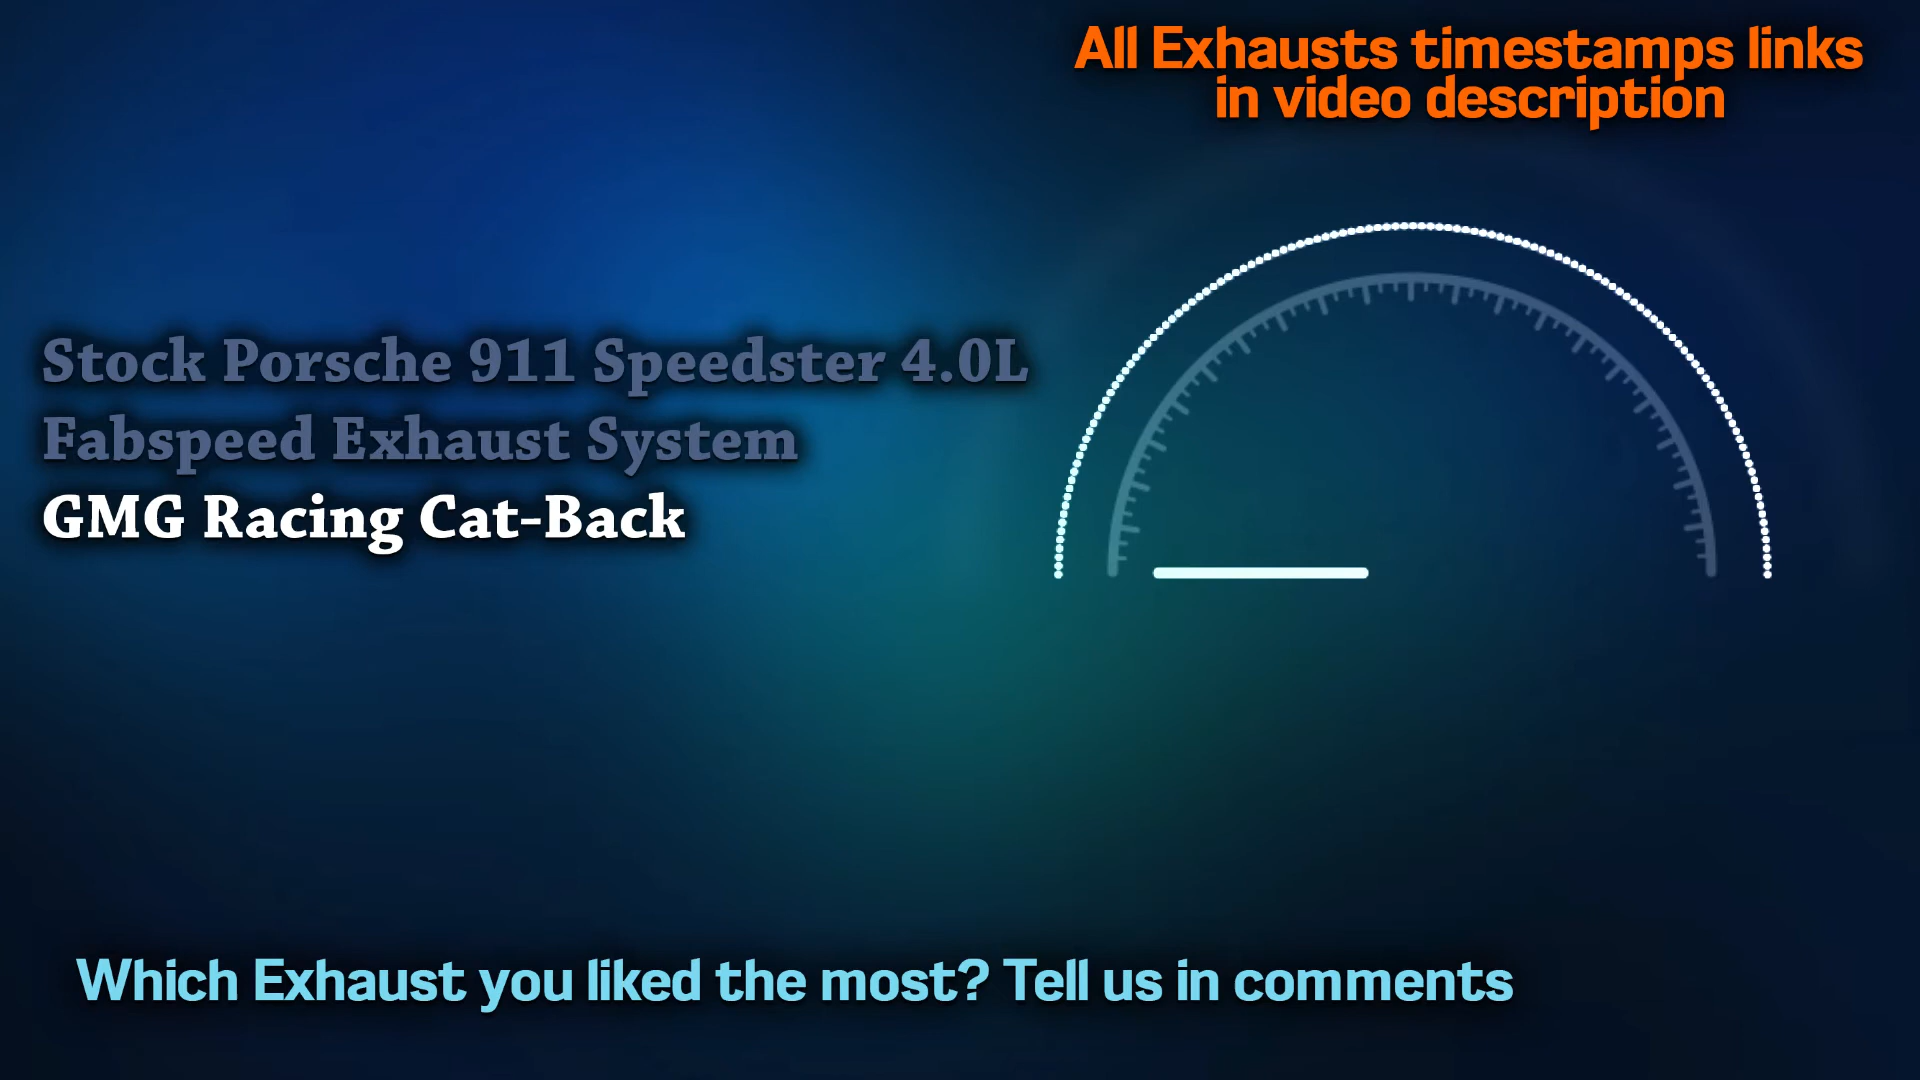 All Exhausts timestamps links
in video description
Stock Porsche 911 Speedster 4.0L
Fabspeed Exhaust System
GMG Racing Cat-Back
Which Exhaust you liked the most? Tell us in comments